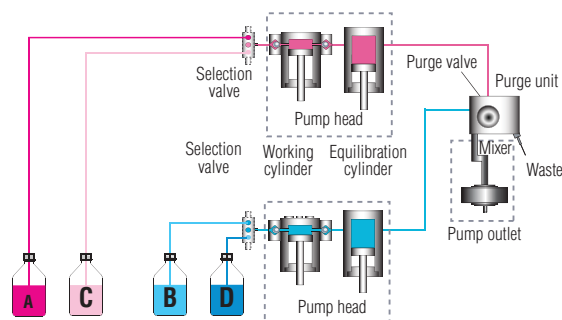 Selection
valve
Pump head
Purge valve
Purge unit
Selection
valve
Working
cylinder
Equilibration
cylinder
Mixer
Waste
Pump outlet
A
C
B
D
Pump head